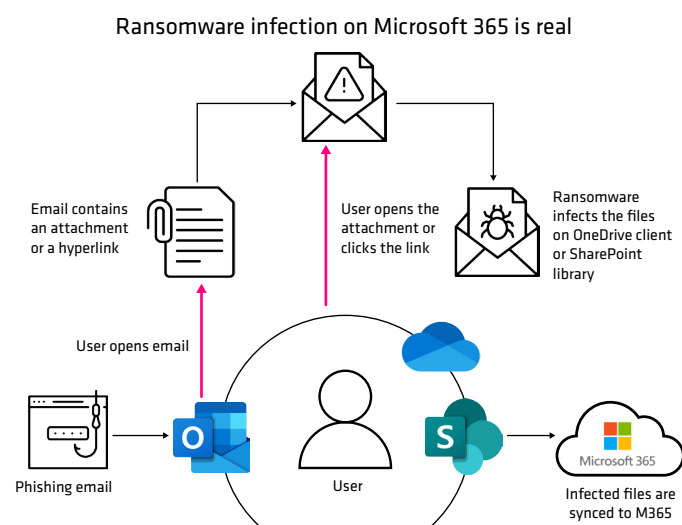 Ransomware infection on Microsoft 365 is real
Email contains
an attachment
or a hyperlink
User opens the
attachment or
clicks the link
Ransomware
infects the files
on OneDrive client
or SharePoint
library
User opens email
O
S
Microsoft 365
Phishing email
User
Infected files are
synced to M365